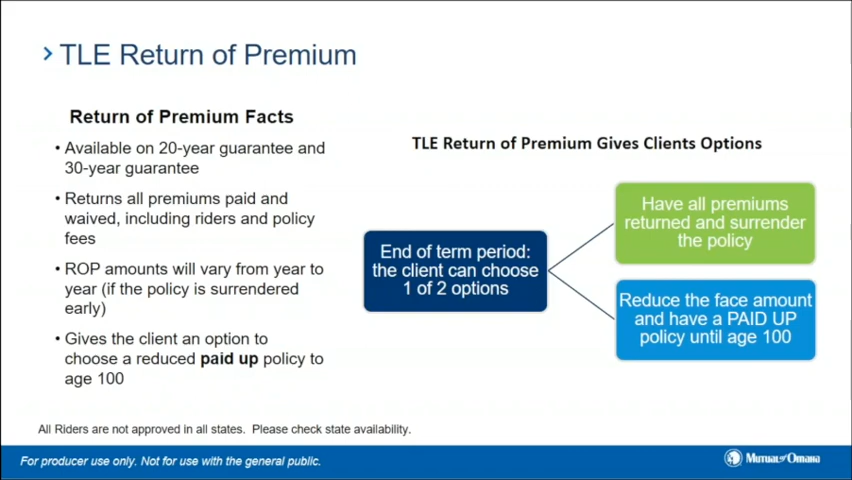 TLE Return of Premium
Return of Premium Facts
• Available on 20-year guarantee and
30-year guarantee
• Returns all premiums paid and
waived, including riders and policy
fees
• ROP amounts will vary from year to
year (if the policy is surrendered
early)
• Gives the client an option to
choose a reduced paid up policy to
age 100
TLE Return of Premium Gives Clients Options
End of term period:
the client can choose
1 of 2 options
Have all premiums
returned and surrender
the policy
Reduce the face amount
and have a PAID UP
policy until age 100
All Riders are not approved in all states. Please check state availability.
For producer use only. Not for use with the general public.
Mutual of Omaha